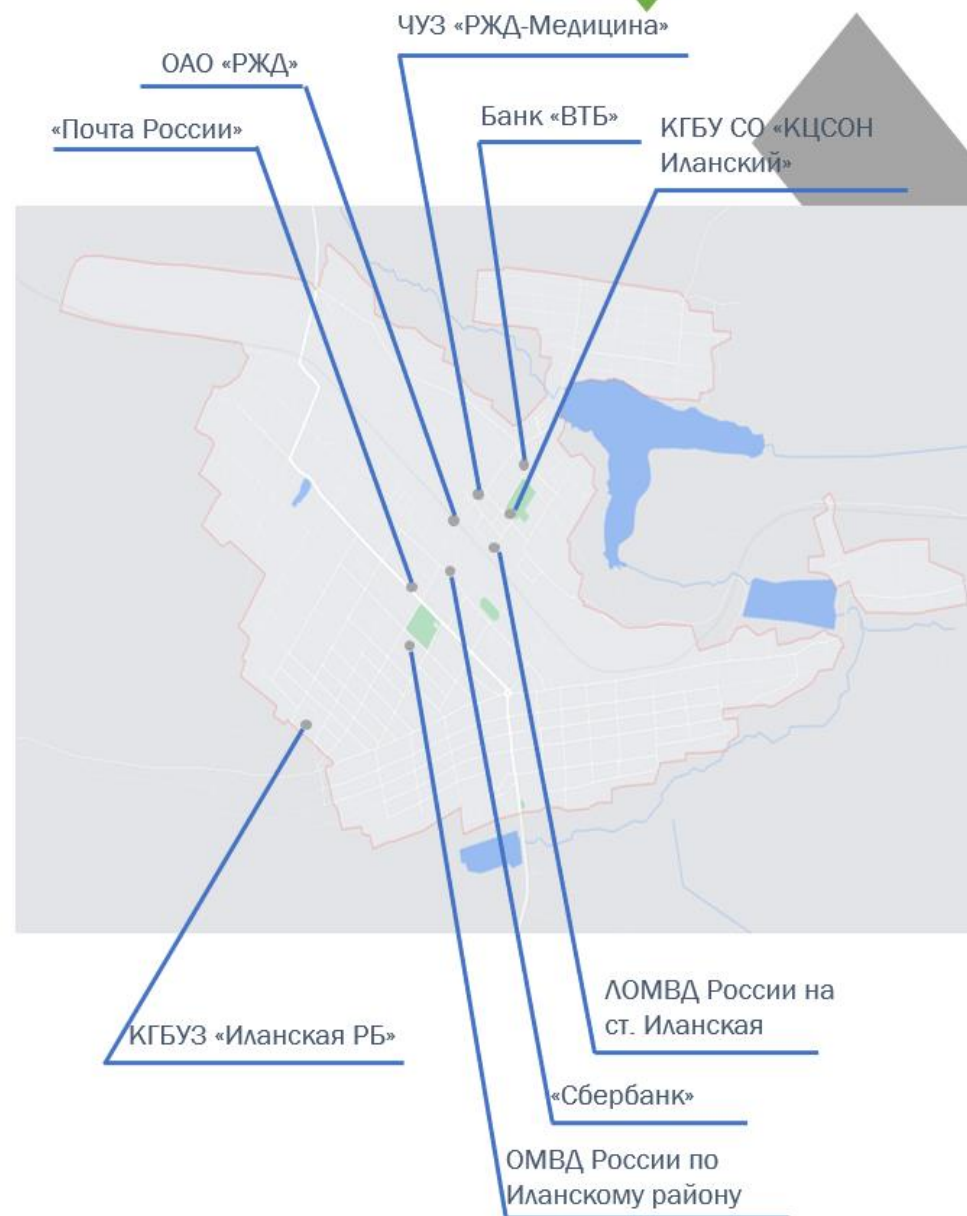 ЧУЗ «РЖД-Медицина»
ОАО «РЖД»
Банк «ВТБ»
«Почта России»
КГБУ СО «КЦСОН
Иланский»
ЛОМВД России на
ст. Иланская
КГБУЗ «Иланская РБ»
«Сбербанк»
ОМВД России по
Иланскому району